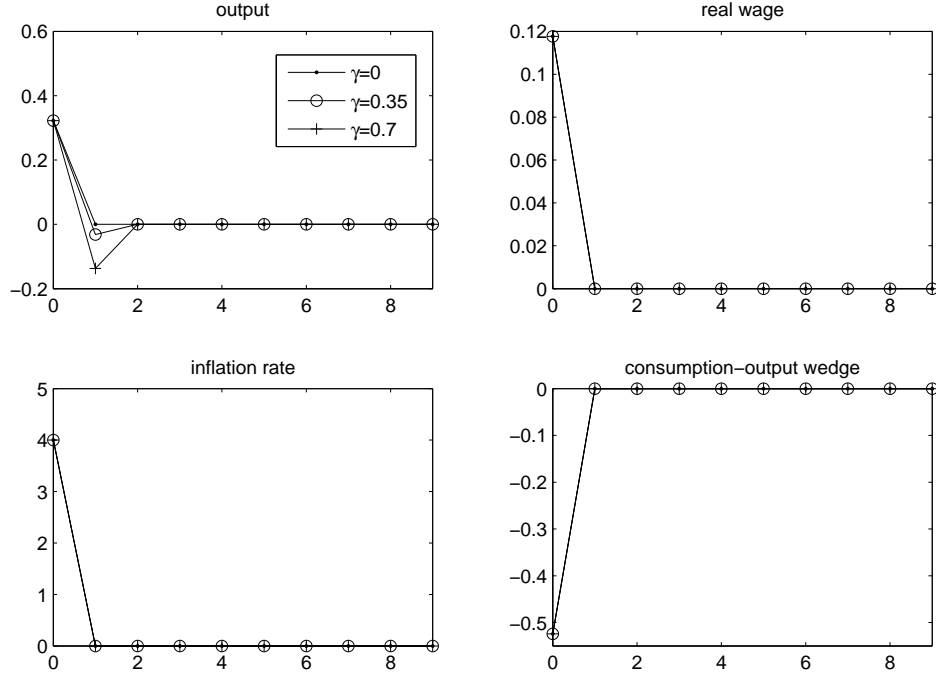 output
0.6
0.4
0.2
0
−0.2
0 2 4 6 8
γ=0
γ=0.35
γ=0.7
real wage
0.12
0.1
0.08
0.06
0.04
0.02
0
0 2 4 6 8
inflation rate
5
4
3
2
1
0
0 2 4 6 8
consumption−output wedge
0
−0.1
−0.2
−0.3
−0.4
−0.5
0 2 4 6 8